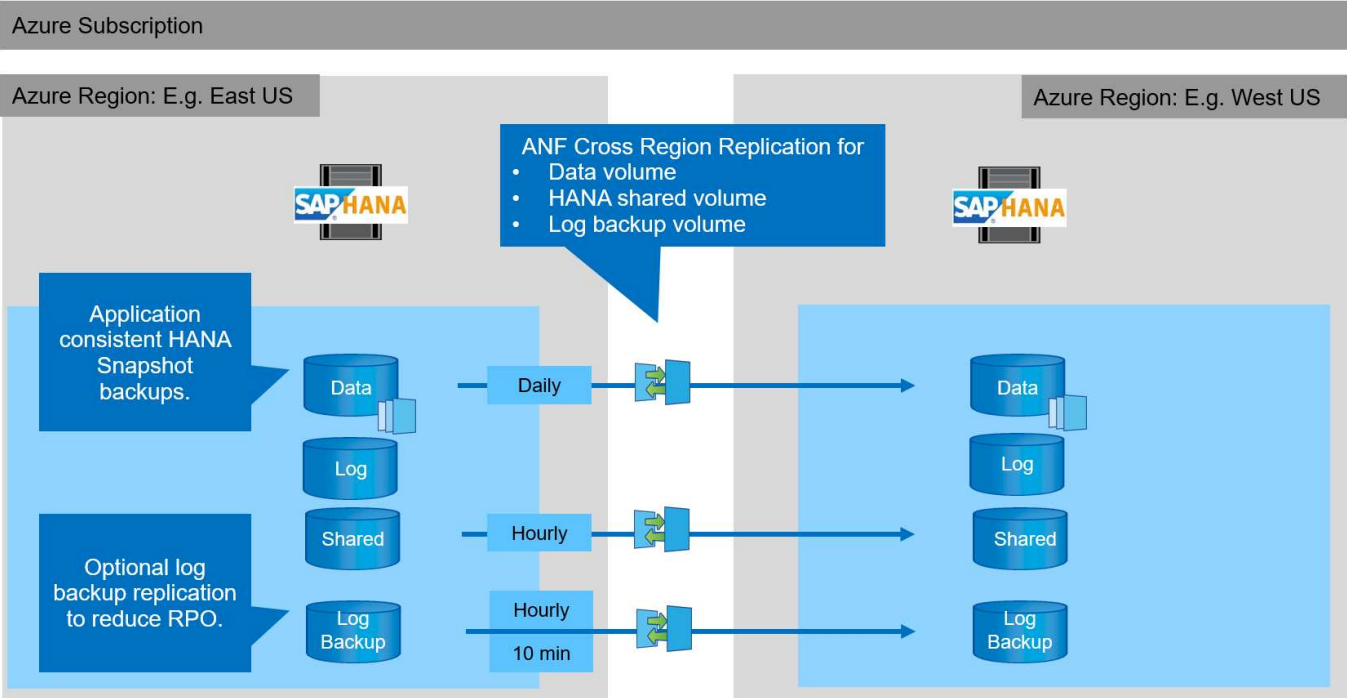 Azure Subscription
Azure Region: E.g. East US
Azure Region: E.g. West US
ANF Cross Region Replication for
• Data volume
• HANA shared volume
• Log backup volume
SAP HANA
®
SAP HANA
®
Application
consistent HANA
Snapshot
backups.
Data
Daily
Data
Log
Log
Shared
Hourly
Shared
Optional log
backup replication
to reduce RPO.
Log
Backup
Hourly
10 min
Log
Backup